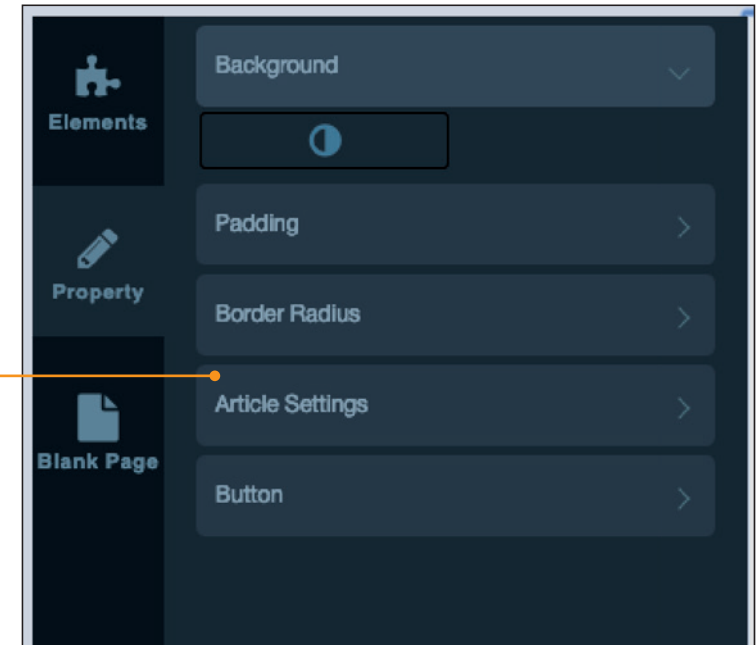 Elements
Property
Blank Page
Background
Padding
Border Radius
Article Settings
Button